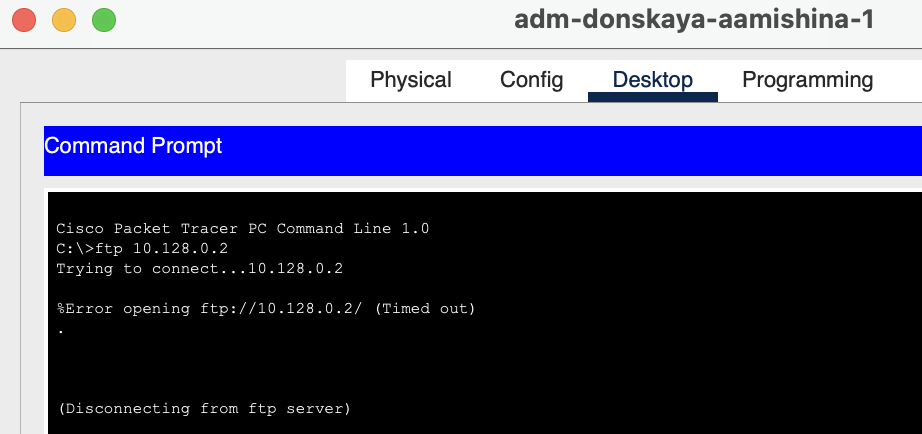 adm-donskaya-aamishina-1
Physical Config Desktop Programming
Command Prompt
Cisco Packet Tracer PC Command Line 1.0
C:\>ftp 10.128.0.2
Trying to connect...10.128.0.2
%Error opening ftp://10.128.0.2/ (Timed out)
.
(Disconnecting from ftp server)